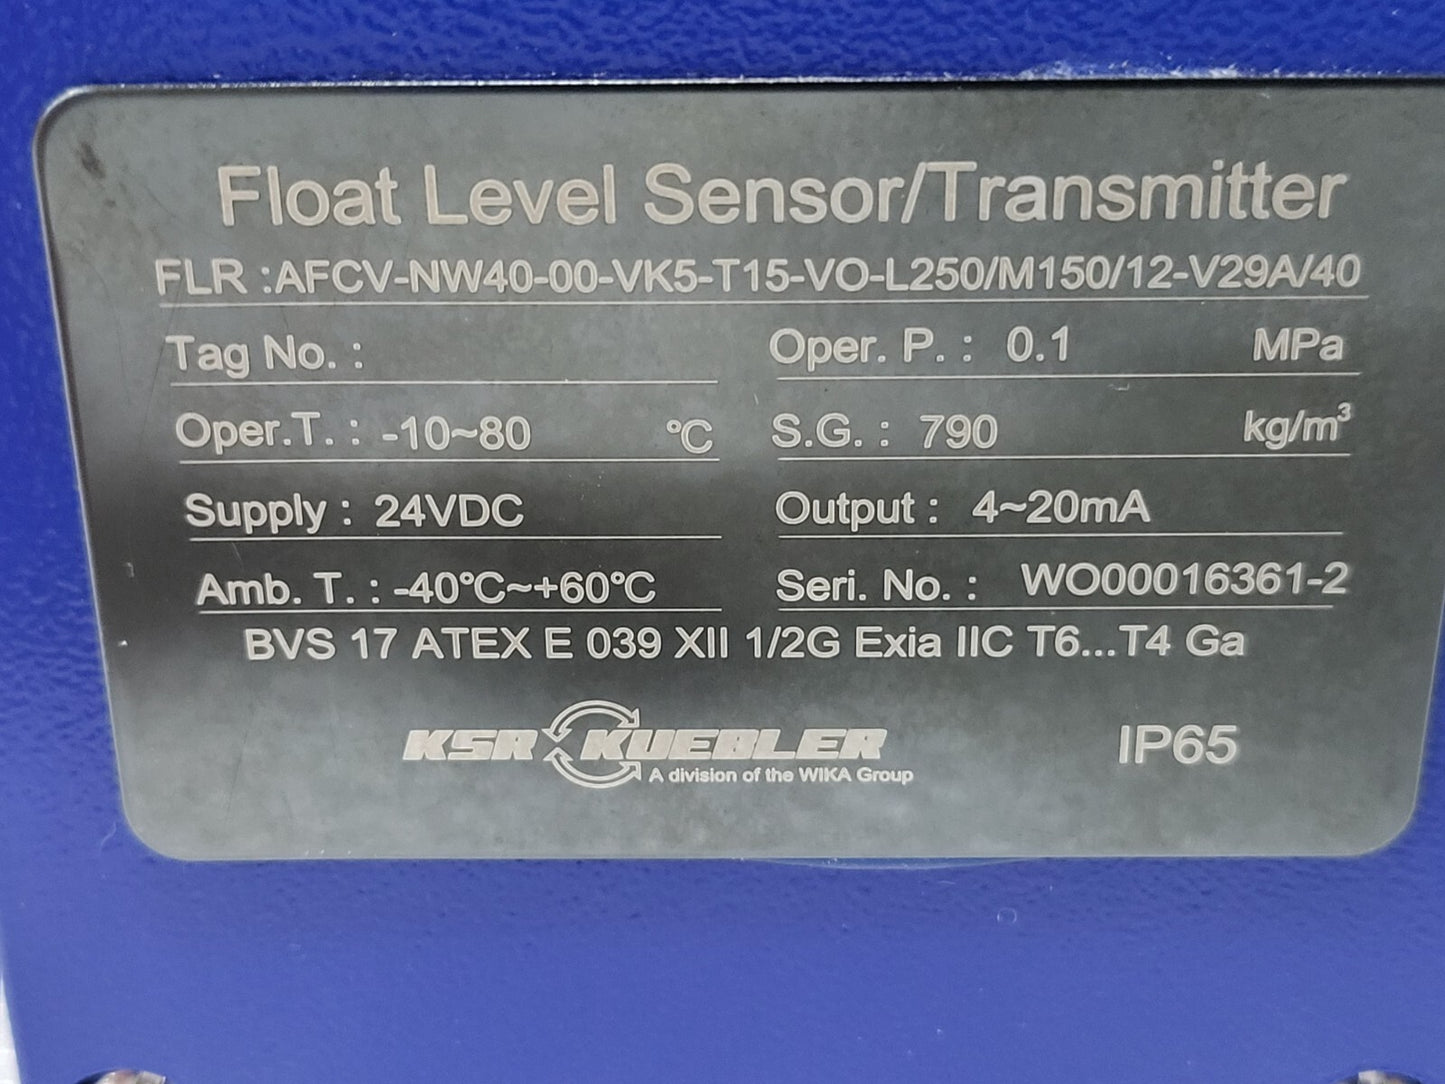 Float Level Sensor/Transmitter
FLR :AFCV-NW40-00-VK5-T15-VO-L250/M150/12-V29A/40
Tag No. : Oper. P. : 0.1 MPa
Oper.T. : -10~80 ℃ S.G. : 790 kg/m³
Supply : 24VDC Output : 4~20mA
Amb. T. : -40℃~+60℃ Seri. No. : WO00016361-2
BVS 17 ATEX E 039 XII 1/2G Exia IIC T6...T4 Ga
KSR KUEBLER IP65
A division of the WIKA Group